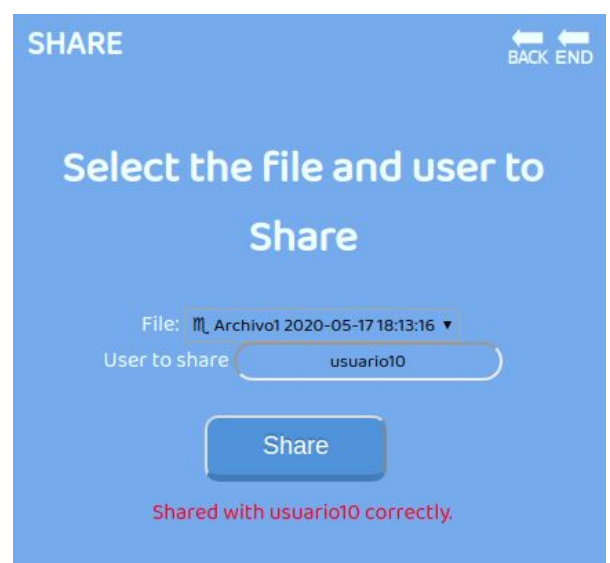 SHARE
BACK END
Select the file and user to
Share
File: ♏ Archivo1 2020-05-17 18:13:16 ▼
User to share usuario10
Share
Shared with usuario10 correctly.